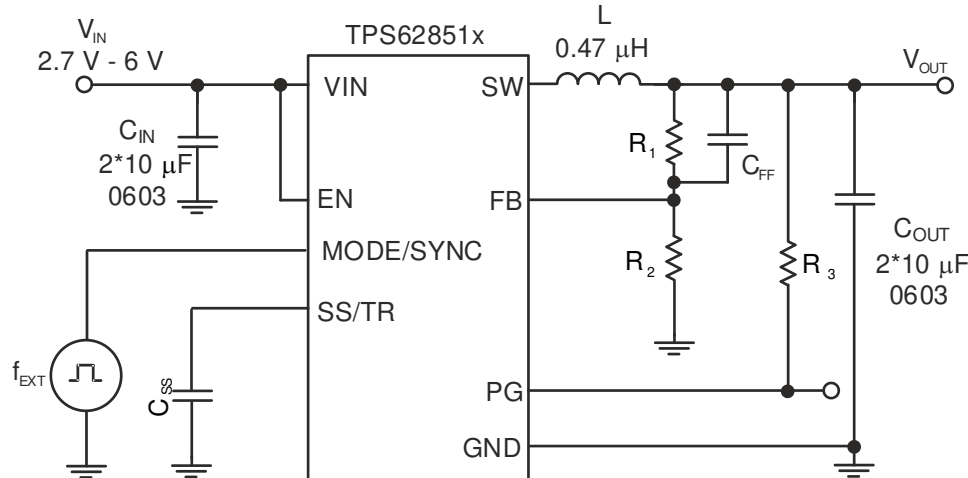 V_IN
2.7 V - 6 V
TPS62851x
L
0.47 μH
V_OUT
VIN
SW
C_IN
2*10 μF
0603
R_1
C_FF
EN
FB
MODE/SYNC
R_2
R_3
C_OUT
2*10 μF
0603
SS/TR
f_EXT
C_SS
PG
GND